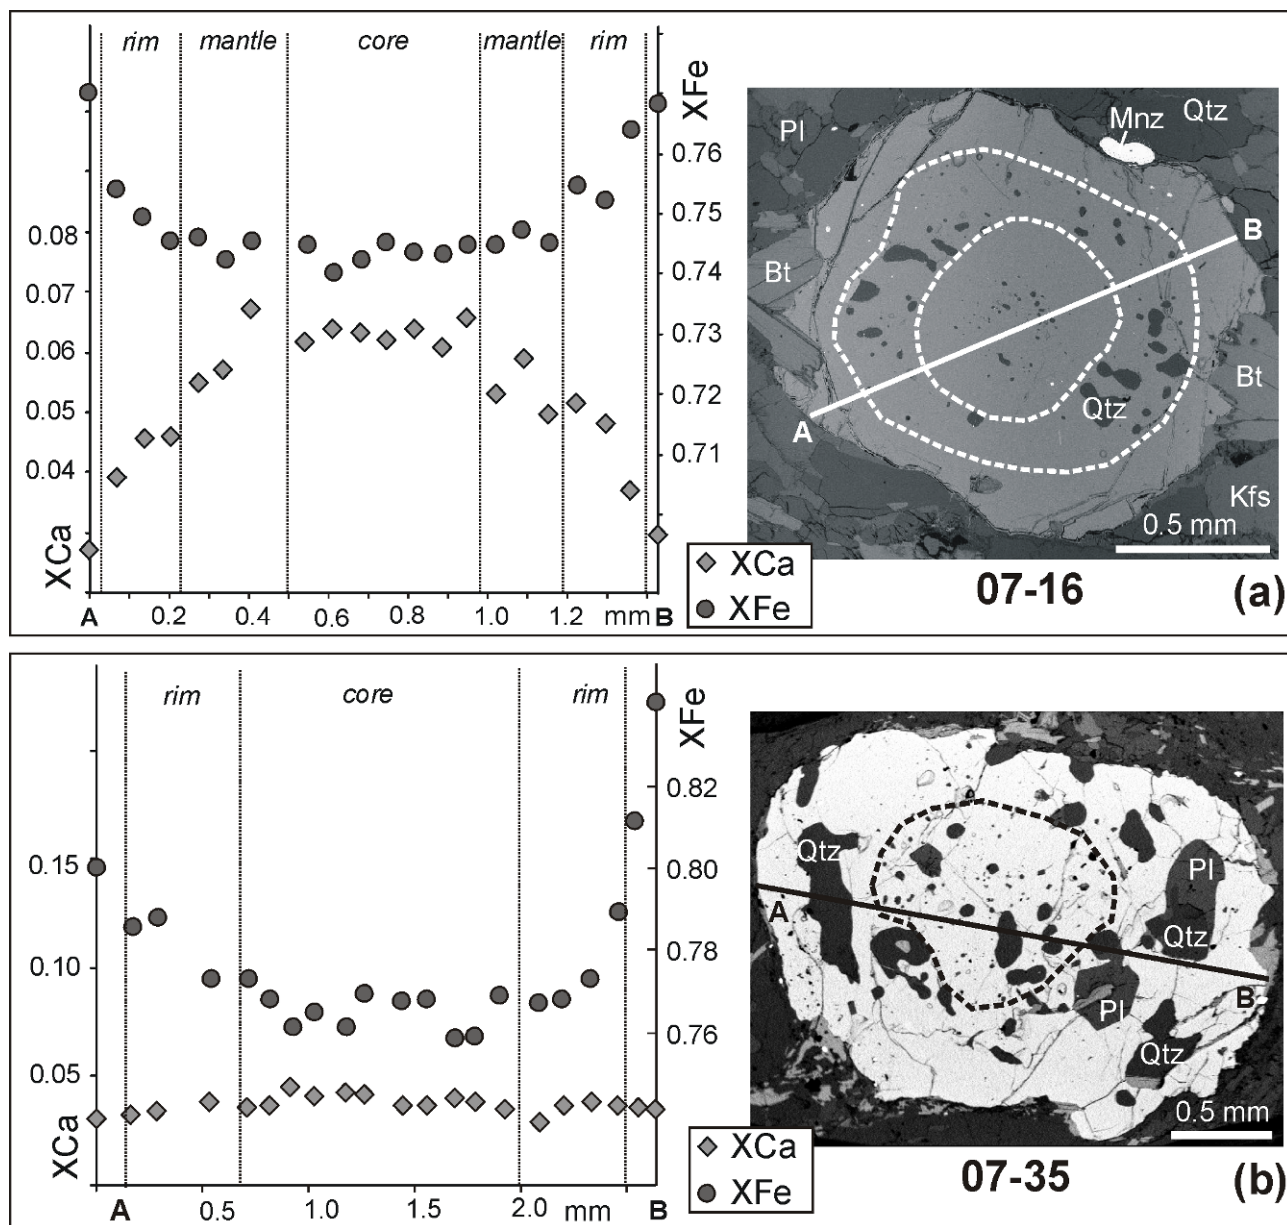 rim mantle core mantle rim
XFe
0.76
0.75
0.08
0.74
0.07
0.73
0.06
0.72
0.05
0.71
0.04
XCa
A 0.2 0.4 0.6 0.8 1.0 1.2 mm B
XCa
XFe
Pl
Mnz
Qtz
B
Bt
Bt
Qtz
A
Kfs
0.5 mm
07-16
(a)
rim core rim
XFe
0.82
0.15
0.80
0.10
0.78
0.76
0.05
XCa
A 0.5 1.0 1.5 2.0 mm B
XCa
XFe
Qtz
Pl
A
Qtz
B
Pl
Qtz
0.5 mm
07-35
(b)